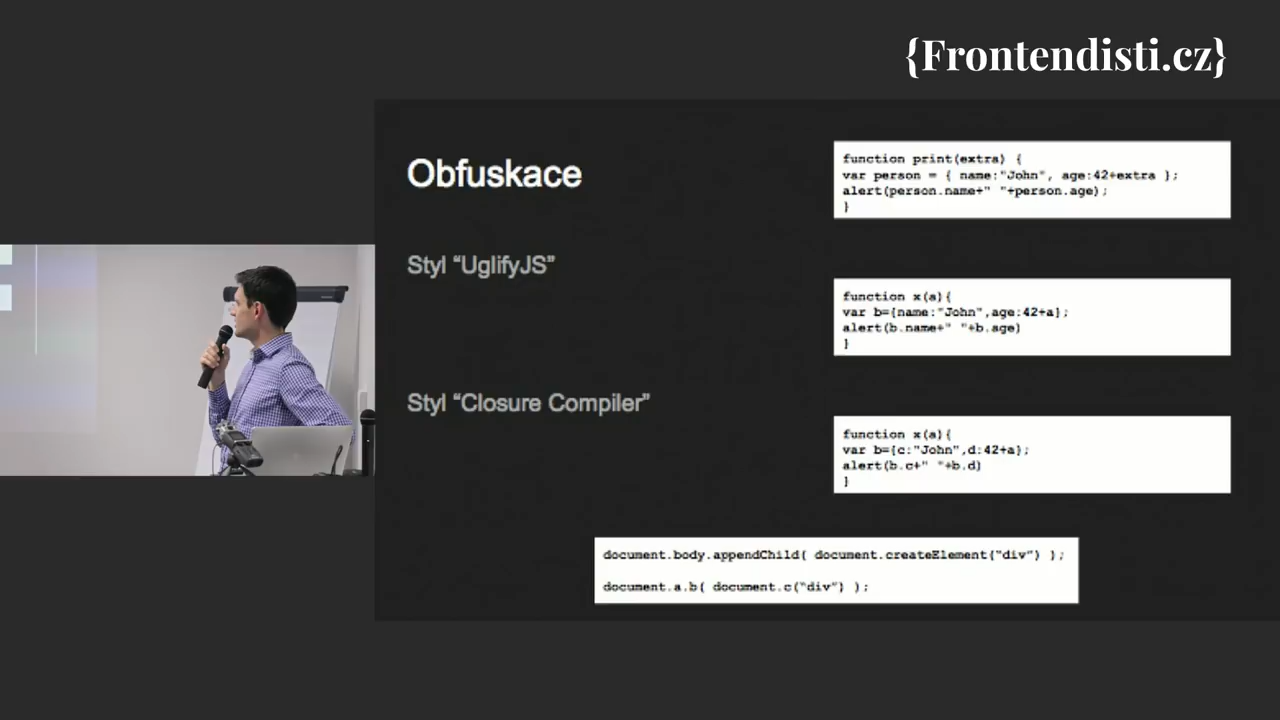 {Frontendisti.cz}
Obfuskace
function print(extra) {
var person = { name:"John", age:42+extra };
alert(person.name+" "+person.age);
}
Styl “UglifyJS”
function x(a){
var b={name:"John",age:42+a};
alert(b.name+" "+b.age)
}
Styl “Closure Compiler”
function x(a){
var b={c:"John",d:42+a};
alert(b.c+" "+b.d)
}
document.body.appendChild( document.createElement(“div”) );
document.a.b( document.c(“div”) );